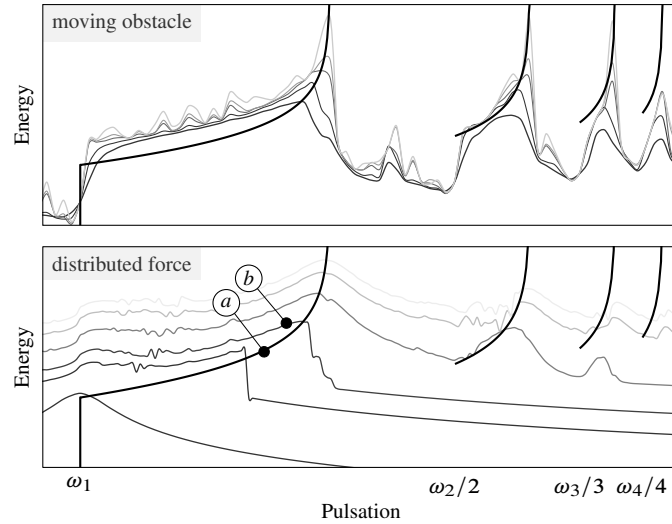 moving obstacle
Energy
distributed force
b
a
Energy
ω₁ ω₂/2 ω₃/3 ω₄/4
Pulsation